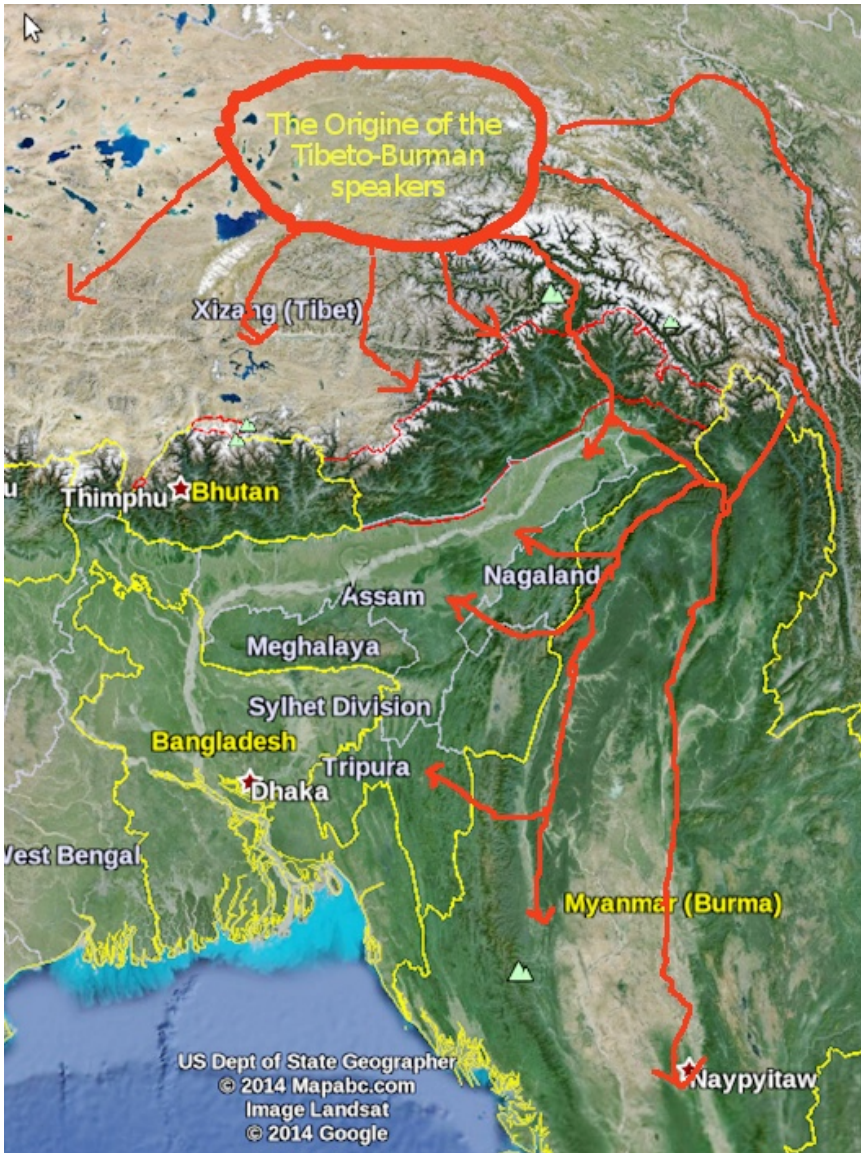 The Origine of the
Tibeto-Burman
speakers
Xizang (Tibet)
u
Thimphu
Bhutan
Nagaland
Assam
Meghalaya
Sylhet Division
Bangladesh
Tripura
Dhaka
West Bengal
Myanmar (Burma)
US Dept of State Geographer
© 2014 Mapabc.com
Image Landsat
© 2014 Google
Naypyitaw